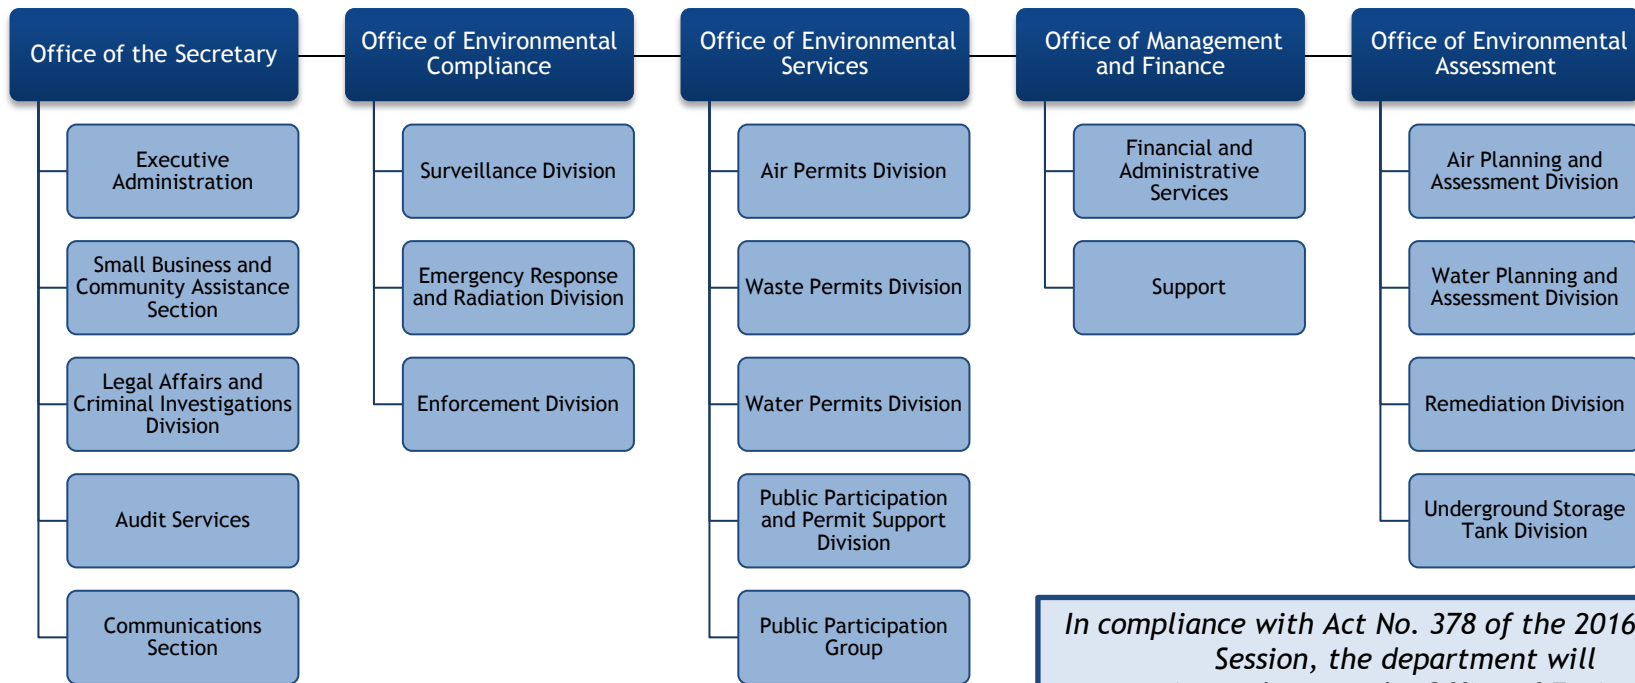 Office of the Secretary
Executive
Administration
Small Business and
Community Assistance
Section
Legal Affairs and
Criminal Investigations
Division
Audit Services
Communications
Section
Office of Environmental
Compliance
Surveillance Division
Emergency Response
and Radiation Division
Enforcement Division
Office of Environmental
Services
Air Permits Division
Waste Permits Division
Water Permits Division
Public Participation
and Permit Support
Division
Public Participation
Group
Office of Management
and Finance
Financial and
Administrative
Services
Support
Office of Environmental
Assessment
Air Planning and
Assessment Division
Water Planning and
Assessment Division
Remediation Division
Underground Storage
Tank Division
In compliance with Act No. 378 of the 2016
Session, the department will